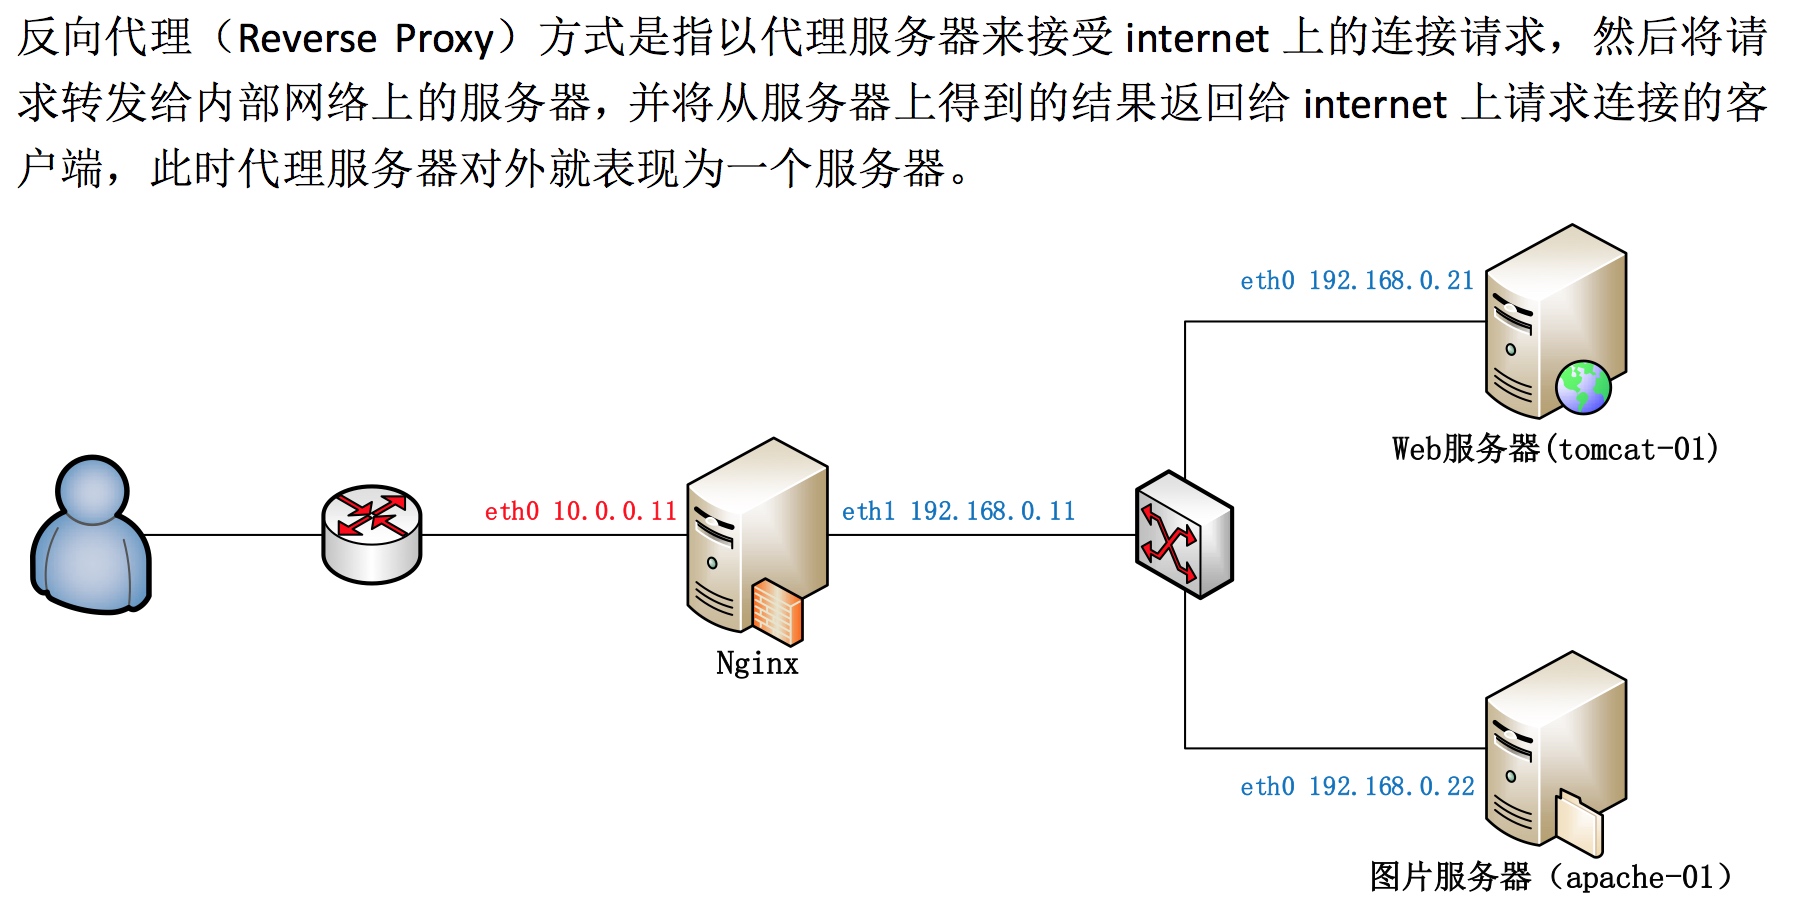 反向代理（Reverse Proxy）方式是指以代理服务器来接受 internet 上的连接请求，然后将请
求转发给内部网络上的服务器，并将从服务器上得到的结果返回给 internet 上请求连接的客
户端，此时代理服务器对外就表现为一个服务器。
eth0 192.168.0.21
Web服务器(tomcat-01)
eth0 10.0.0.11
eth1 192.168.0.11
Nginx
eth0 192.168.0.22
图片服务器（apache-01）